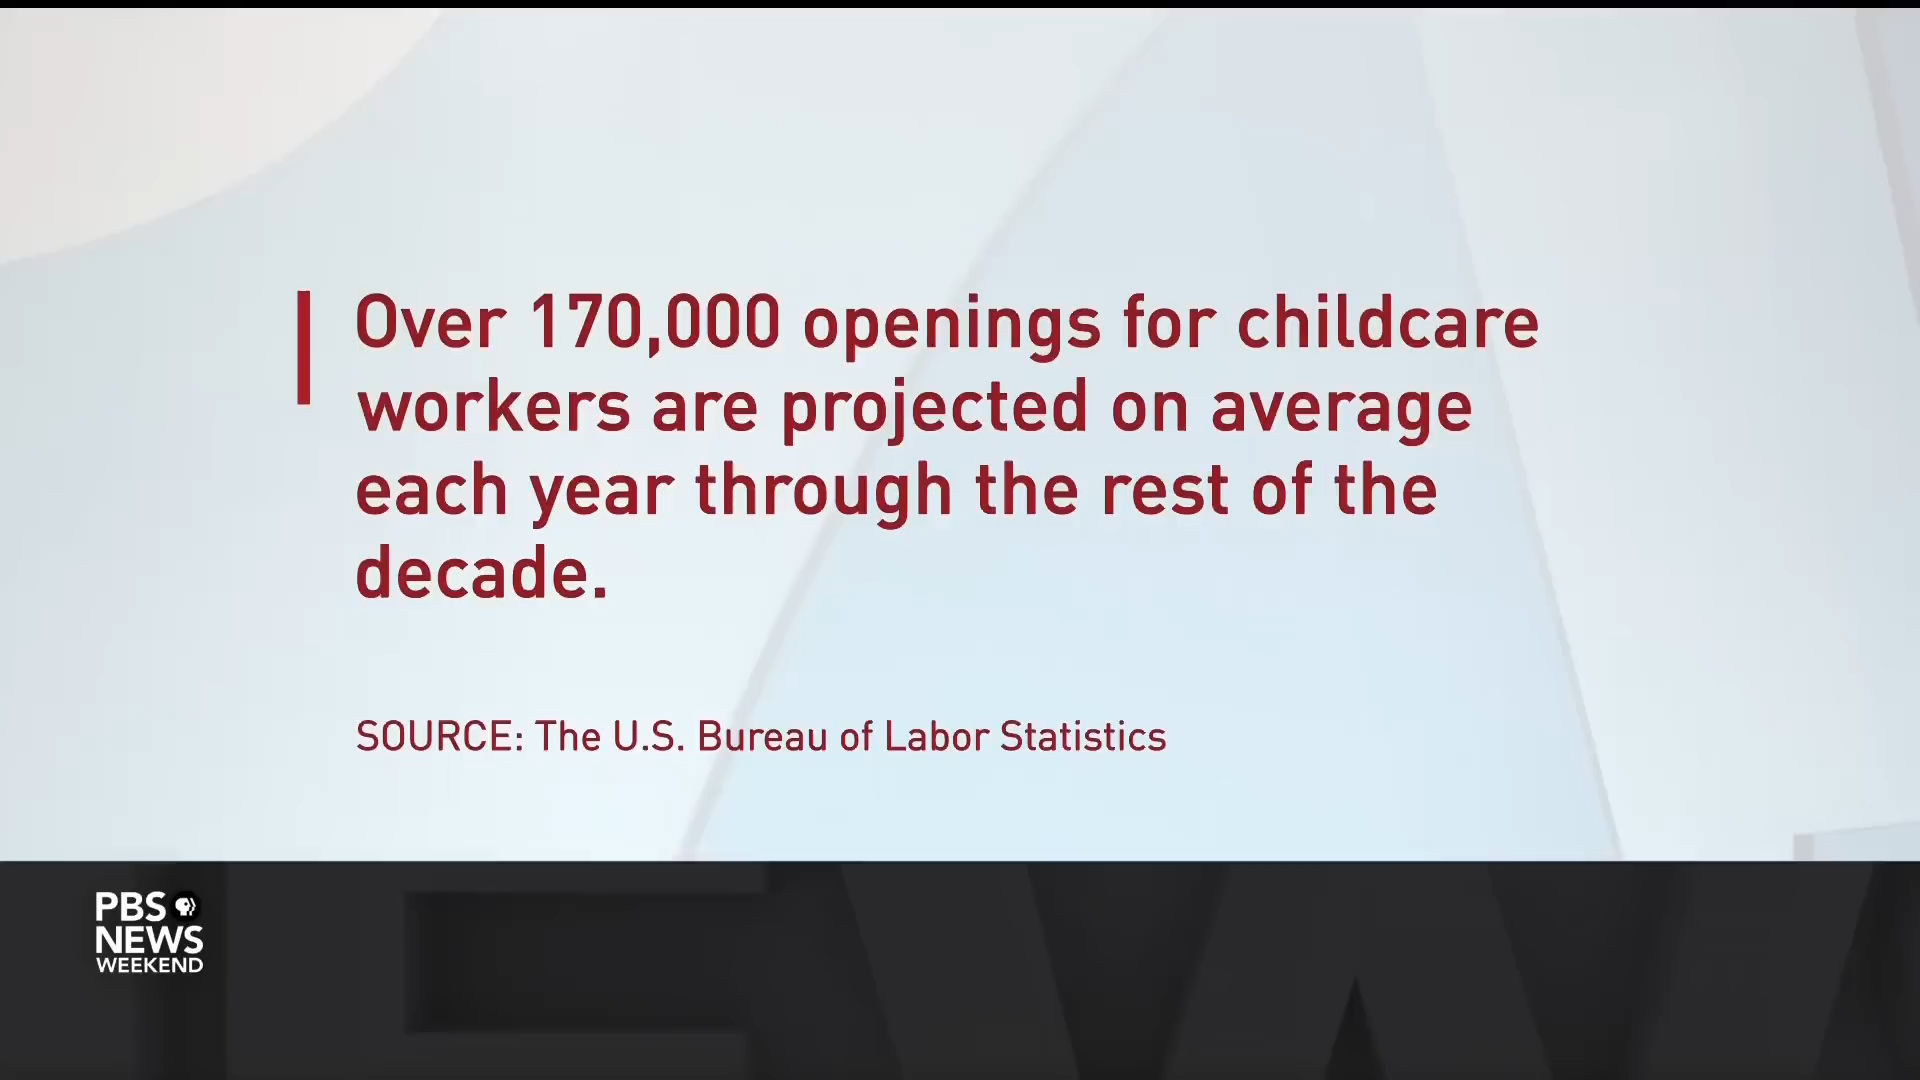 Over 170,000 openings for childcare
workers are projected on average
each year through the rest of the
decade.
SOURCE: The U.S. Bureau of Labor Statistics
PBS
NEWS
WEEKEND